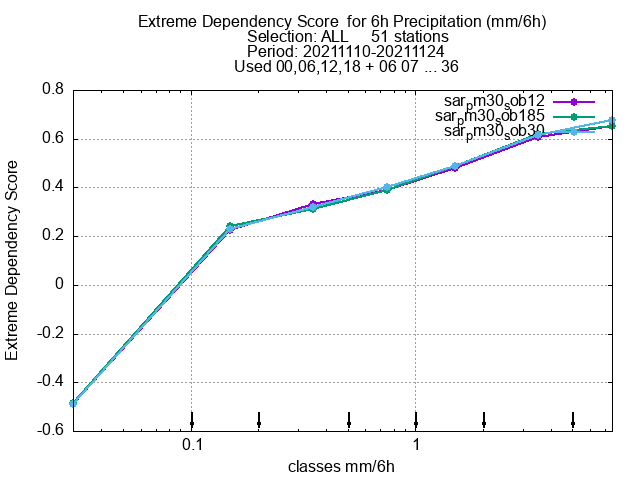 Extreme Dependency Score  for 6h Precipitation (mm/6h)
Selection: ALL     51 stations
Period: 20211110-20211124
Used 00,06,12,18 + 06 07 ... 36
sar_pm30_sob12
sar_pm30_sob185
sar_pm30_sob30
0.8
0.6
0.4
0.2
0
-0.2
-0.4
-0.6
Extreme Dependency Score
0.1 1
classes mm/6h